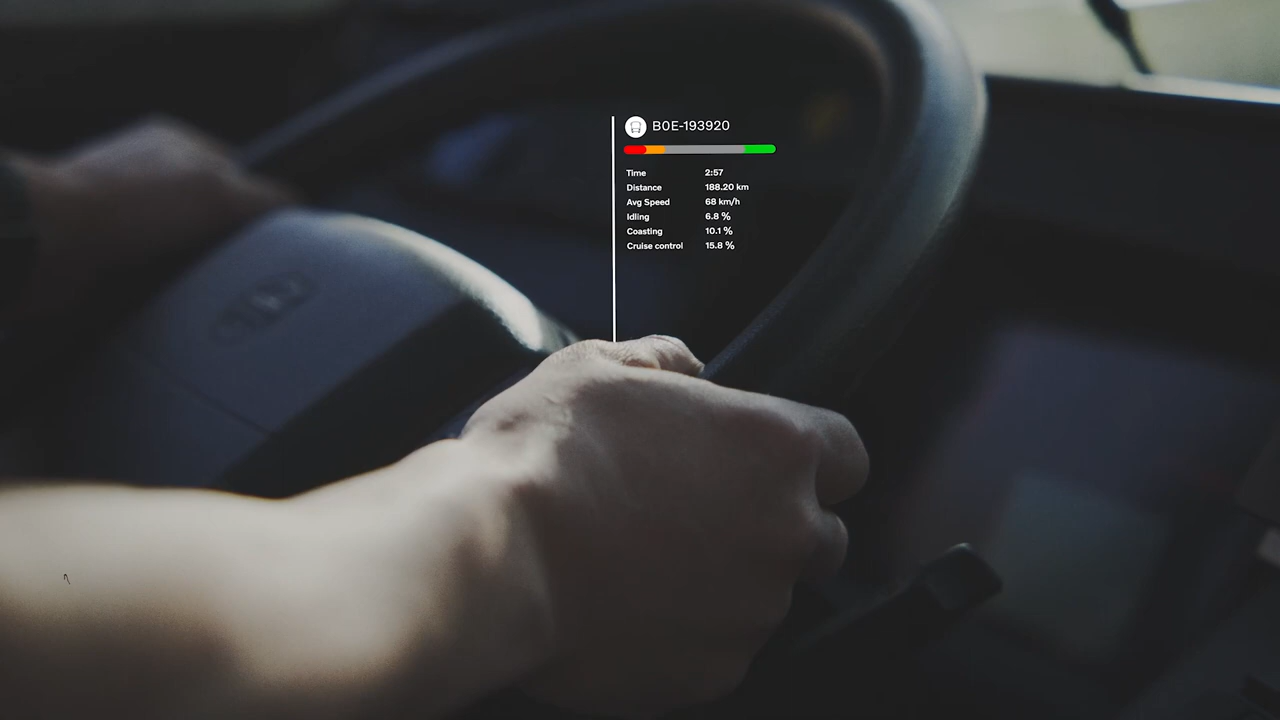 B0E-193920
Time 2:57
Distance 188.20 km
Avg Speed 68 km/h
Idling 6.8 %
Coasting 10.1 %
Cruise control 15.8 %